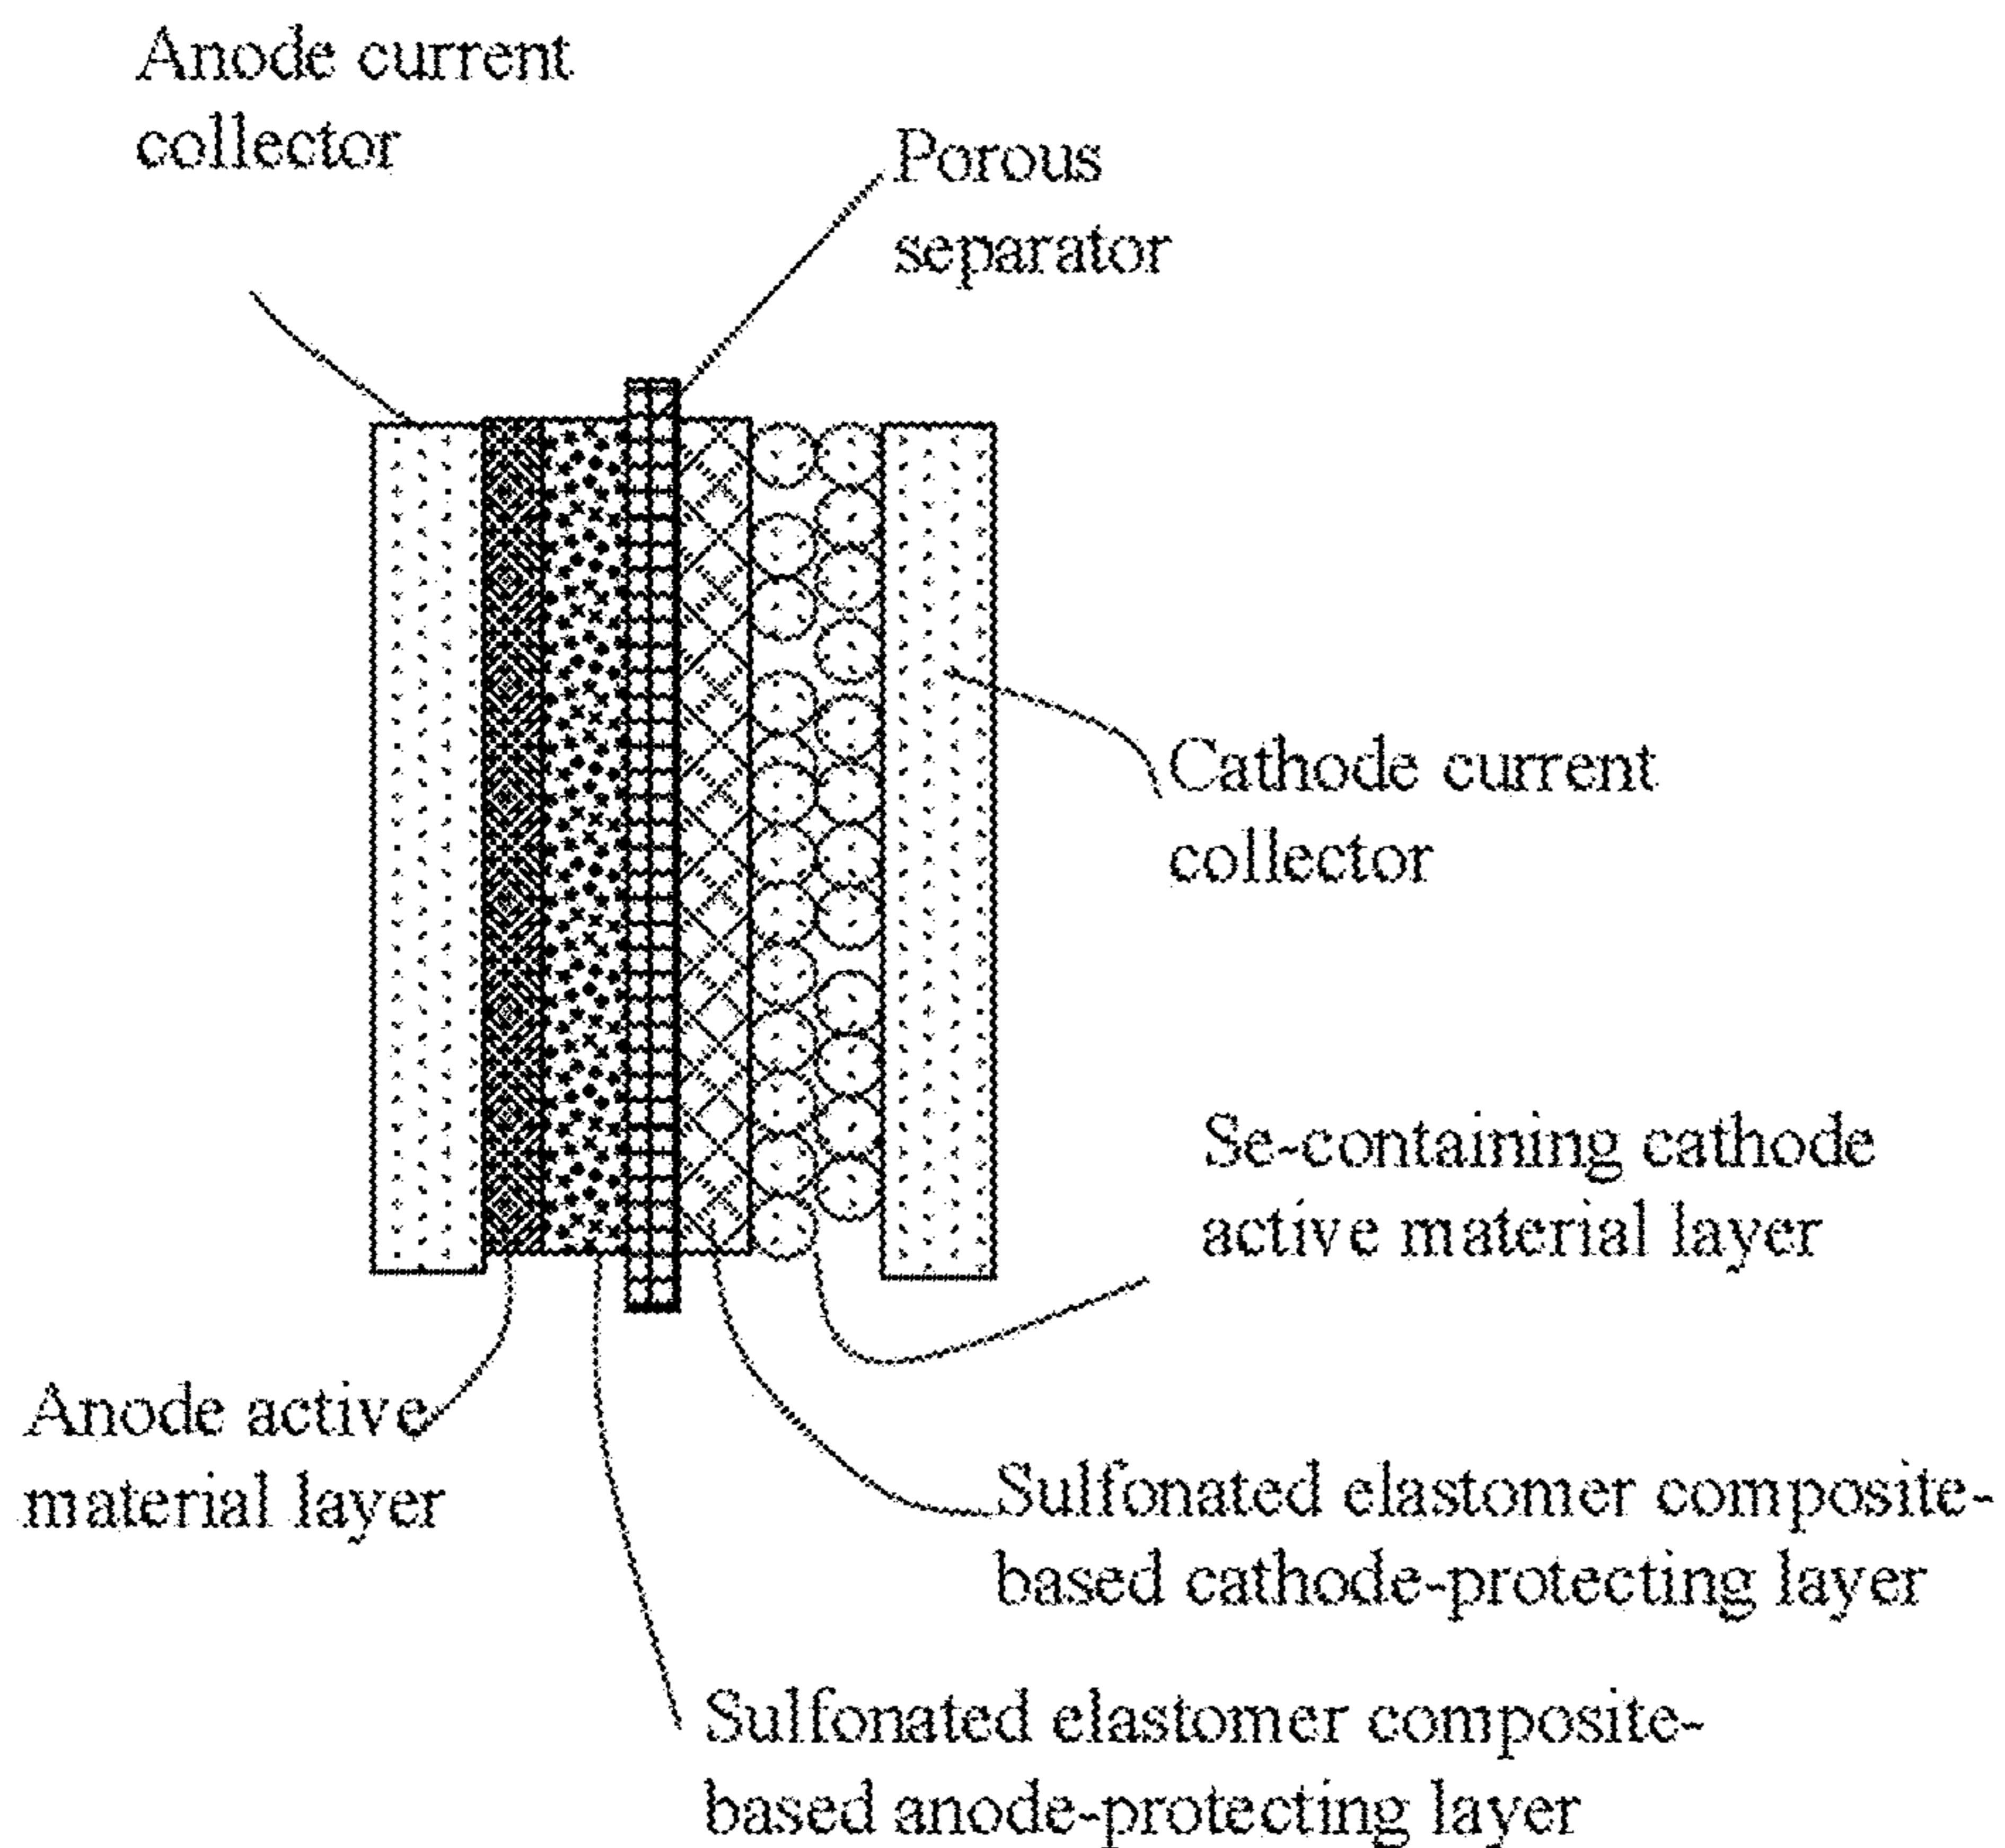 Anode current
collector
Porous
separator
Cathode current
collector
Se-containing cathode
active material layer
Anode active
material layer
Sulfonated elastomer composite-
based cathode-protecting layer
Sulfonated elastomer composite-
based anode-protecting layer